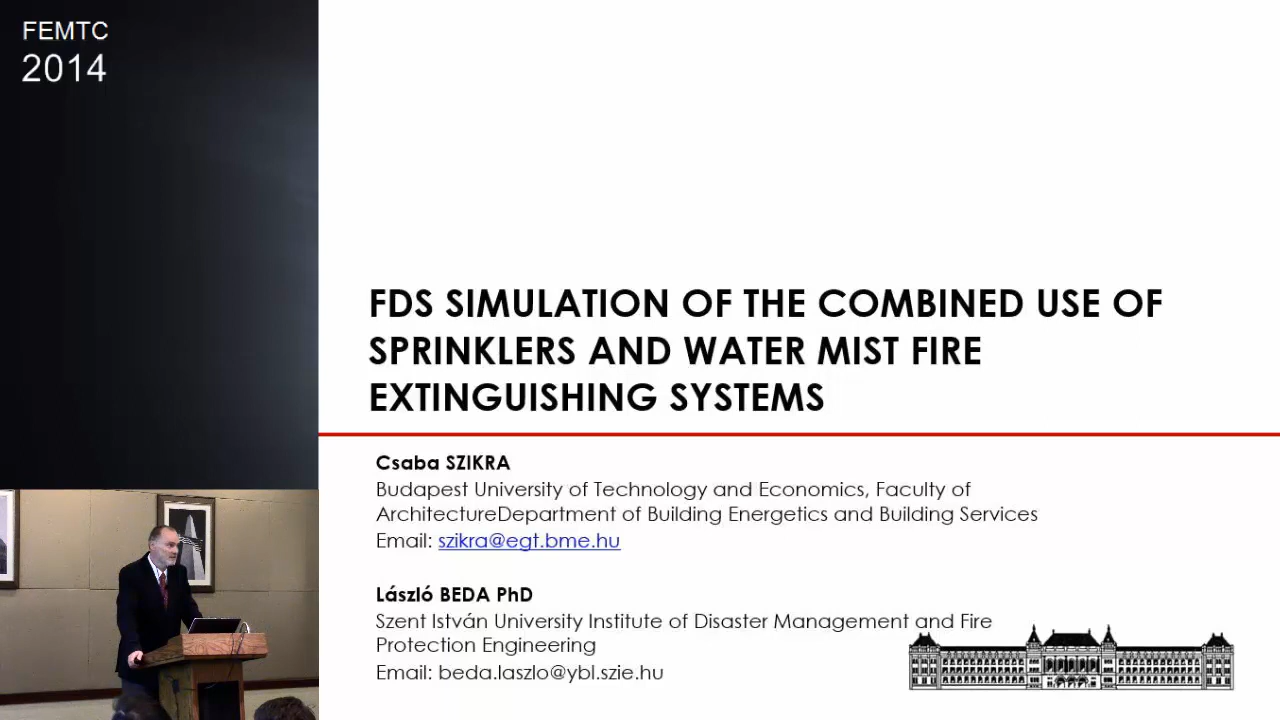 FEMTC
2014
FDS SIMULATION OF THE COMBINED USE OF
SPRINKLERS AND WATER MIST FIRE
EXTINGUISHING SYSTEMS
Csaba SZIKRA
Budapest University of Technology and Economics, Faculty of
ArchitectureDepartment of Building Energetics and Building Services
Email: szikra@egt.bme.hu
László BEDA PhD
Szent István University Institute of Disaster Management and Fire
Protection Engineering
Email: beda.laszlo@ybl.szie.hu